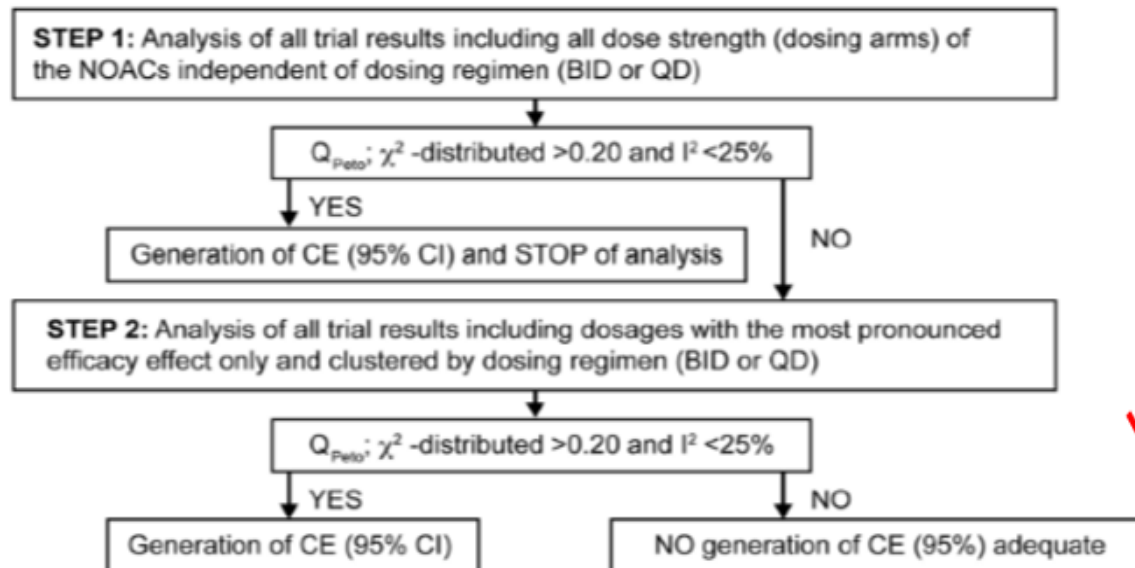 STEP 1: Analysis of all trial results including all dose strength (dosing arms) of
the NOACs independent of dosing regimen (BID or QD)
Q_Peto; χ² -distributed >0.20 and I² <25%
YES
NO
Generation of CE (95% CI) and STOP of analysis
STEP 2: Analysis of all trial results including dosages with the most pronounced
efficacy effect only and clustered by dosing regimen (BID or QD)
Q_Peto; χ² -distributed >0.20 and I² <25%
YES
NO
Generation of CE (95% CI)
NO generation of CE (95%) adequate